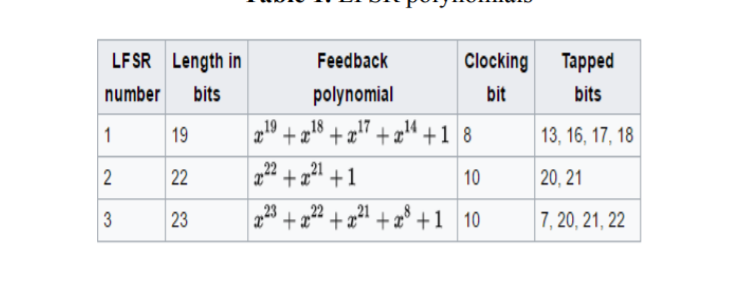 Table 1. LFSR polynomials
LFSR number Length in bits Feedback polynomial Clocking bit Tapped bits
1 19 x^19 + x^18 + x^17 + x^14 + 1 8 13, 16, 17, 18
2 22 x^22 + x^21 + 1 10 20, 21
3 23 x^23 + x^22 + x^21 + x^8 + 1 10 7, 20, 21, 22